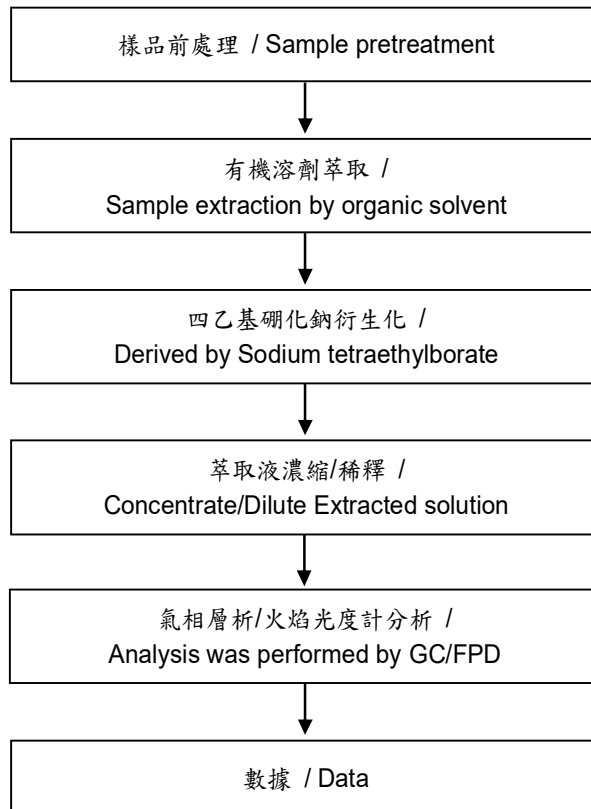 樣品前處理 / Sample pretreatment
有機溶劑萃取 /
Sample extraction by organic solvent
四乙基硼化鈉衍生化 /
Derived by Sodium tetraethylborate
萃取液濃縮/稀釋 /
Concentrate/Dilute Extracted solution
氣相層析/火焰光度計分析 /
Analysis was performed by GC/FPD
數據 / Data